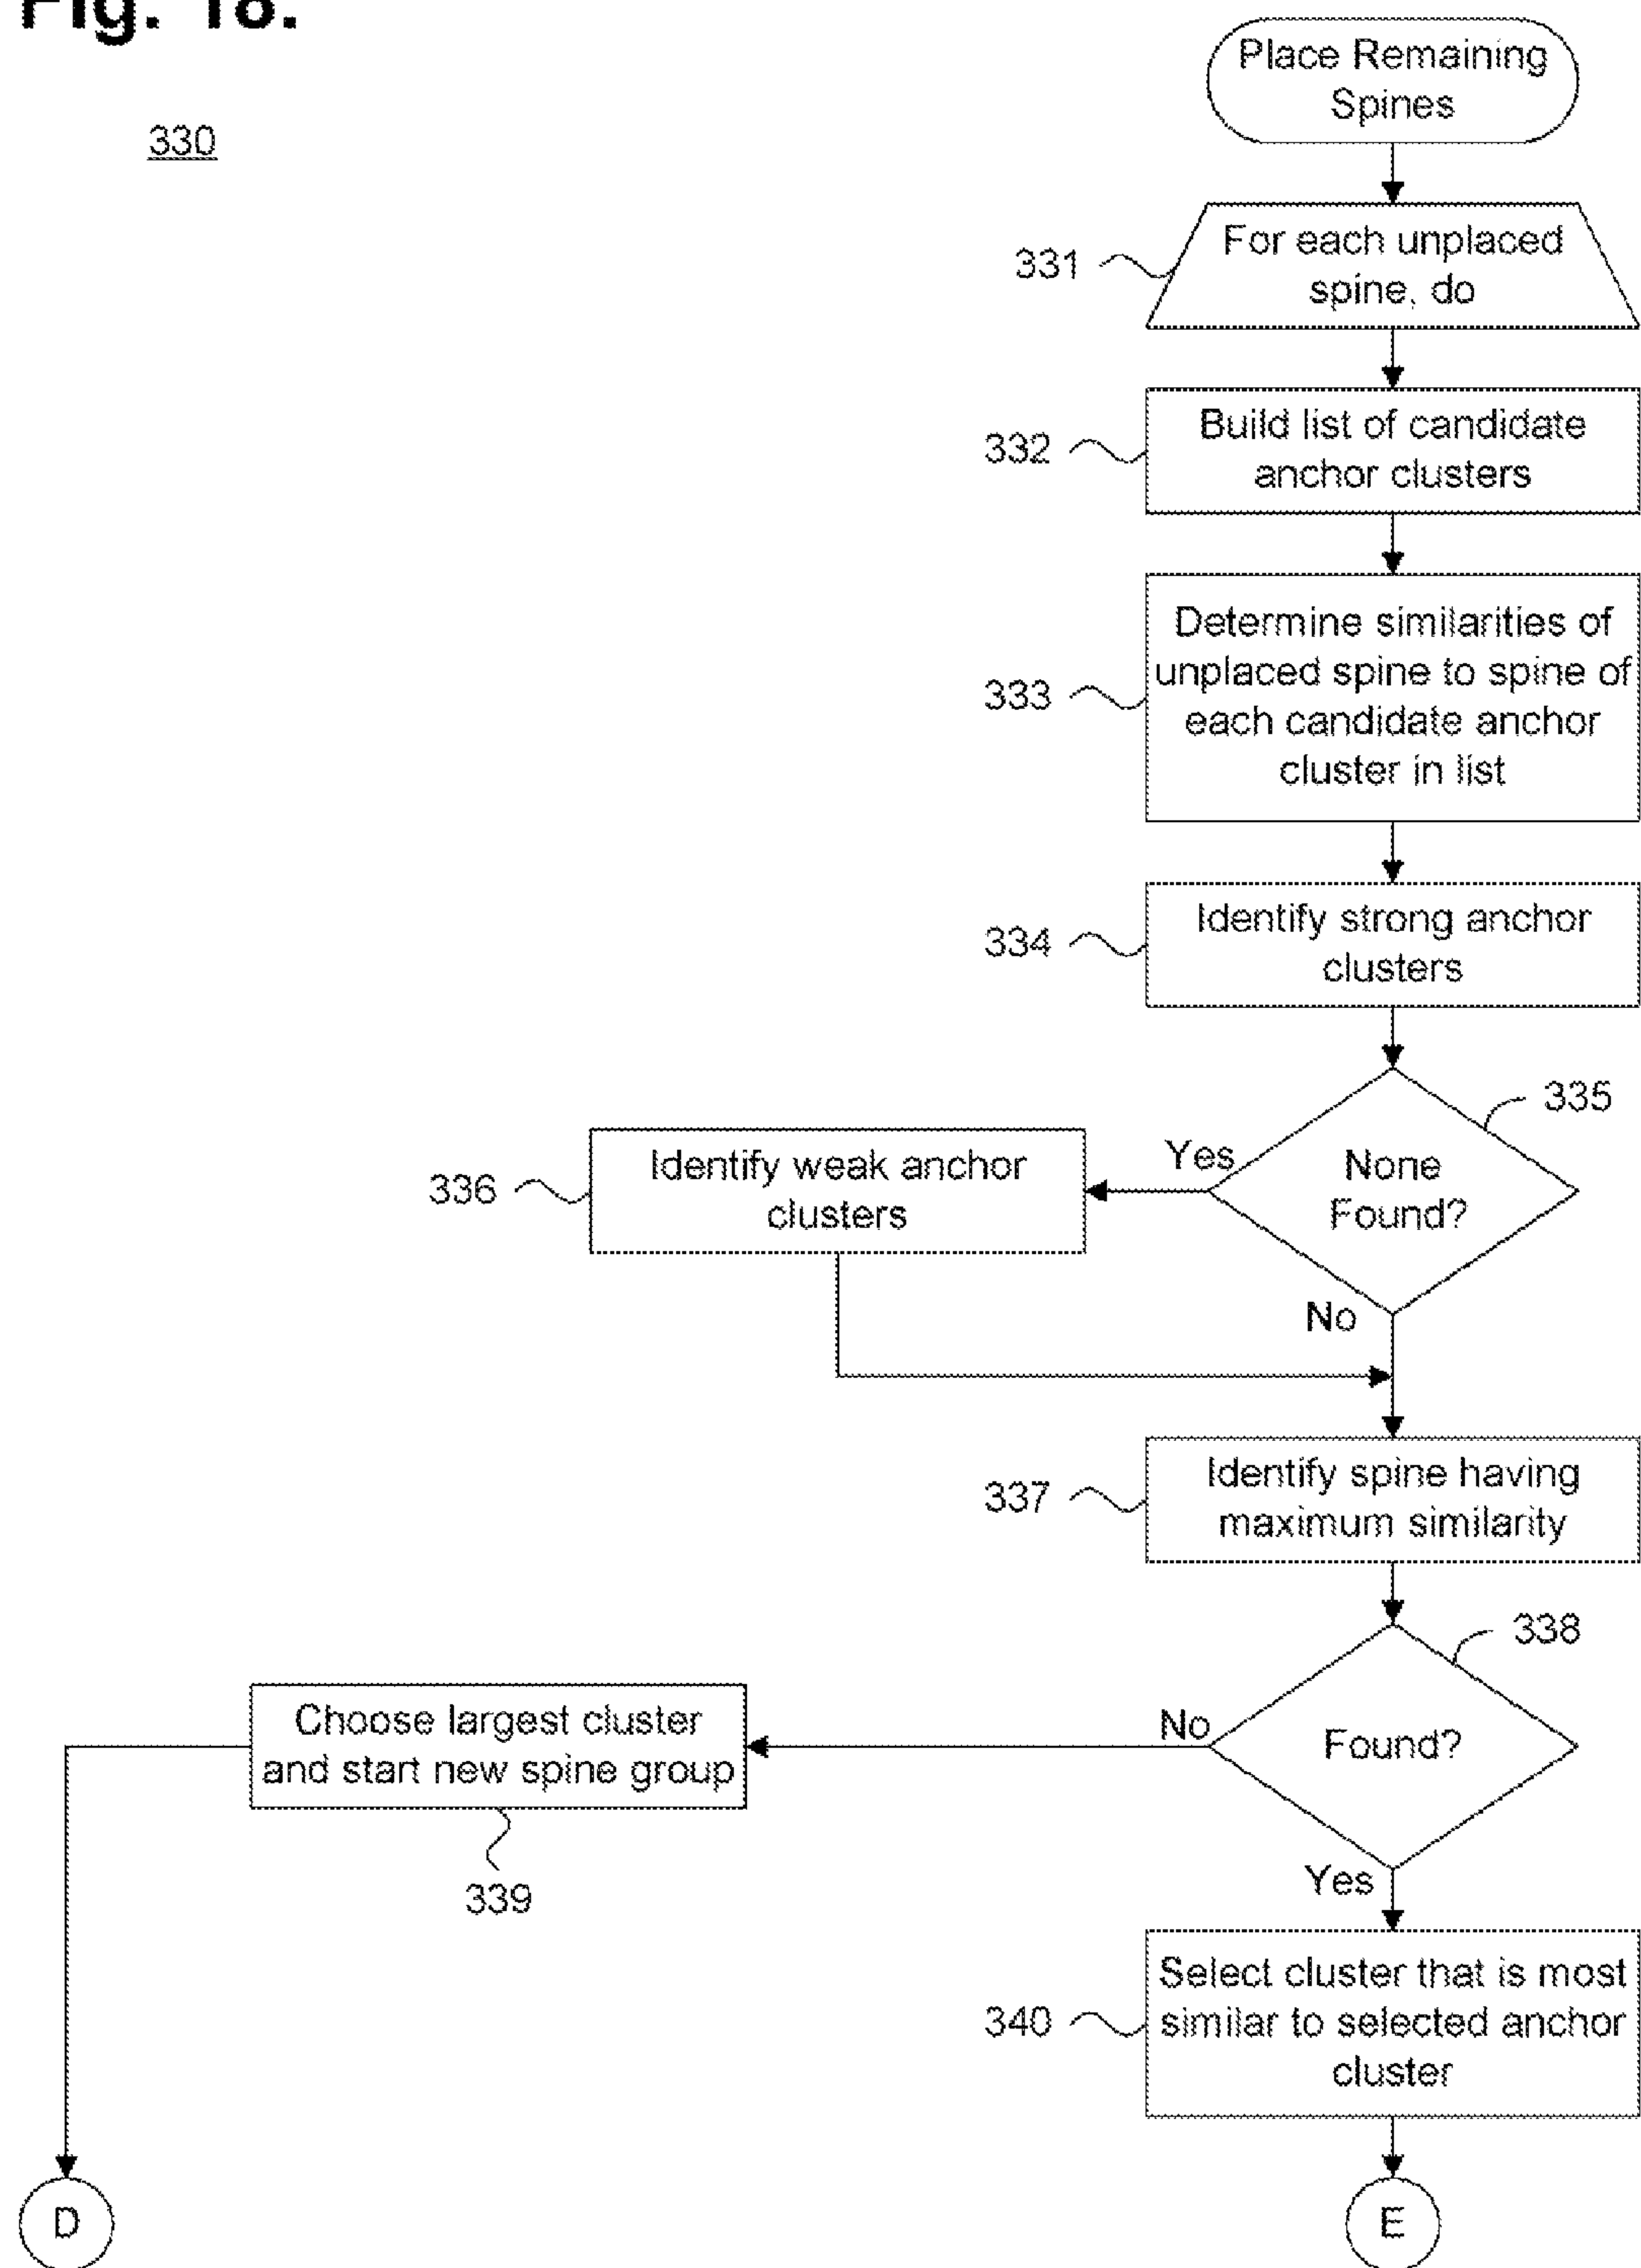 Fig. 18.
330
Place Remaining
Spines
331
For each unplaced
spine, do
332
Build list of candidate
anchor clusters
333
Determine similarities of
unplaced spine to spine of
each candidate anchor
cluster in list
334
Identify strong anchor
clusters
335
None
Found?
Yes
336
Identify weak anchor
clusters
No
337
Identify spine having
maximum similarity
338
Found?
No
Choose largest cluster
and start new spine group
339
Yes
340
Select cluster that is most
similar to selected anchor
cluster
D
E